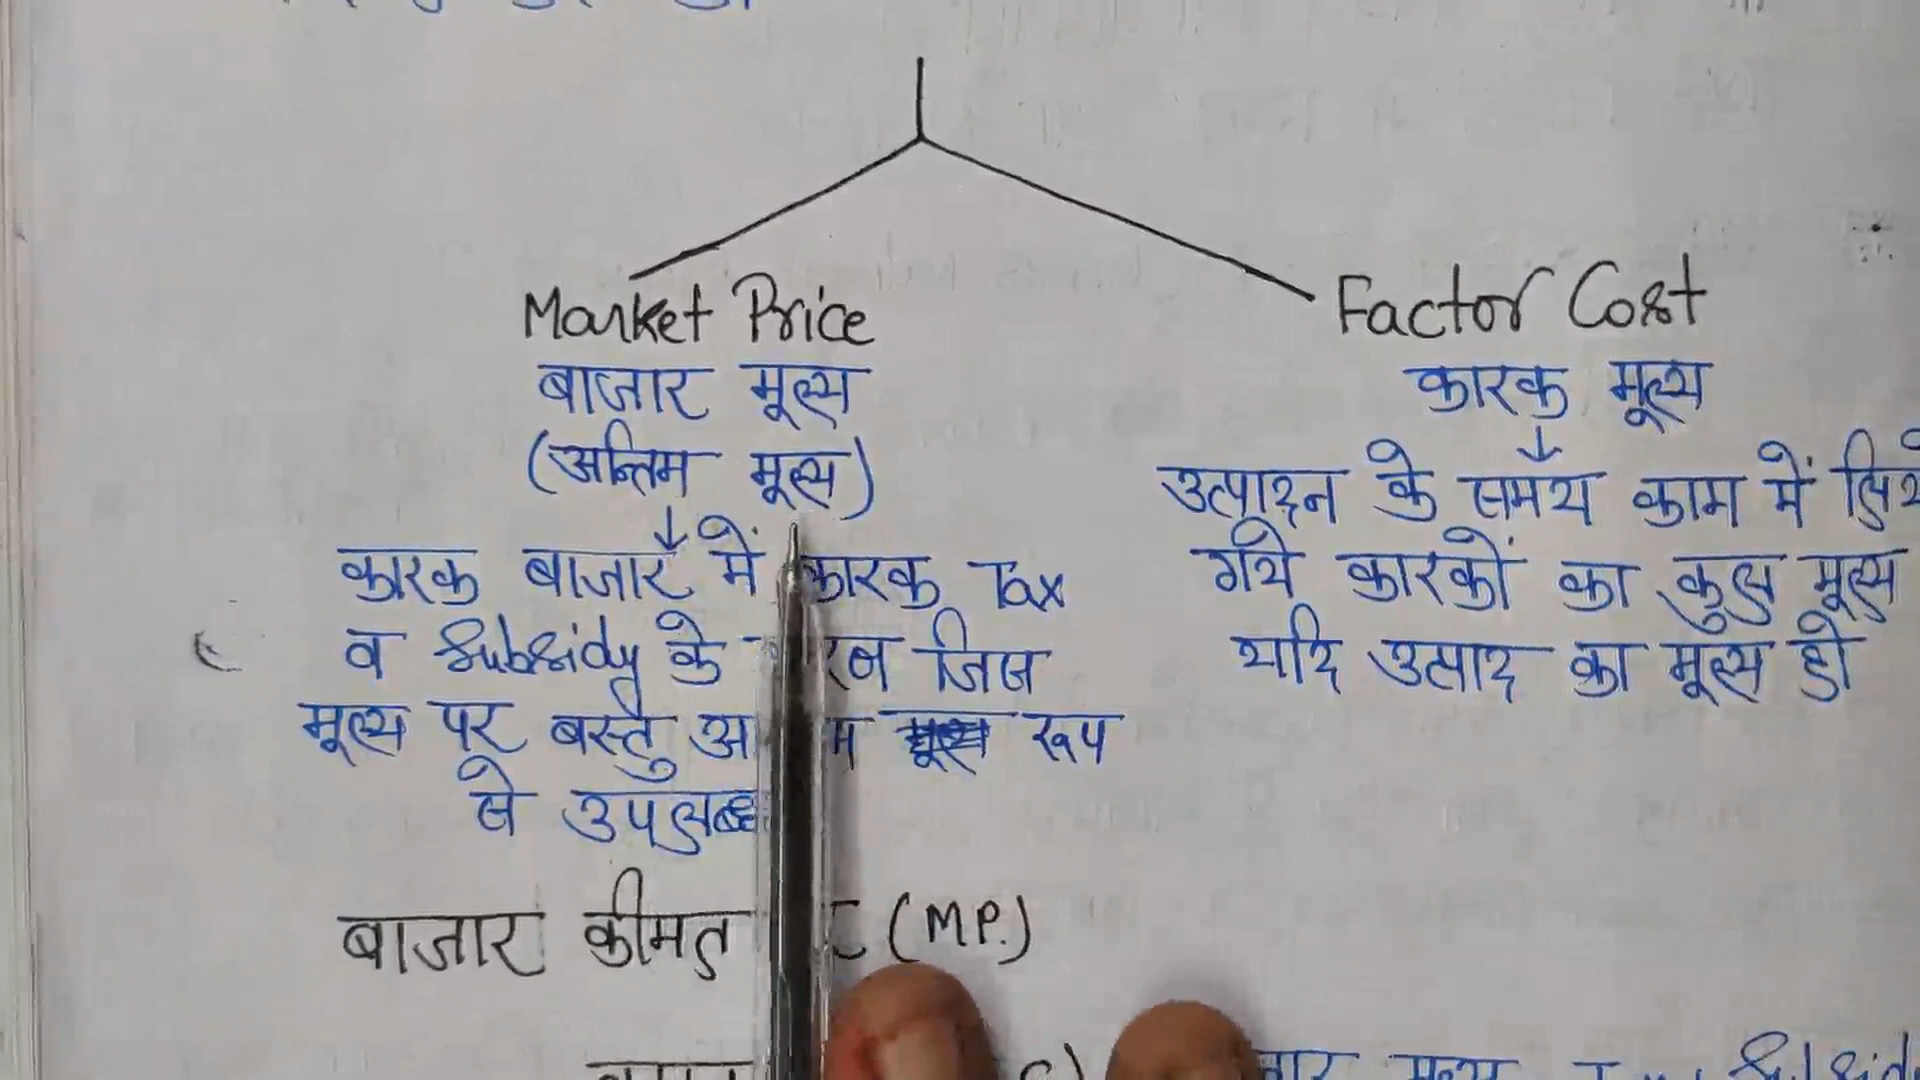 Market Price
बाजार मूल्य
(अन्तिम मूल्य)
कारक बाजार में कारक Tax
व Subsidy के जिस
मूल्य पर वस्तु रूप
से उपलब्ध
Factor Cost
कारक मूल्य
उत्पादन के समय काम में
गये कारकों का कुल मूल्य
यदि उत्पाद का मूल्य हो
बाजार कीमत (M.P.)